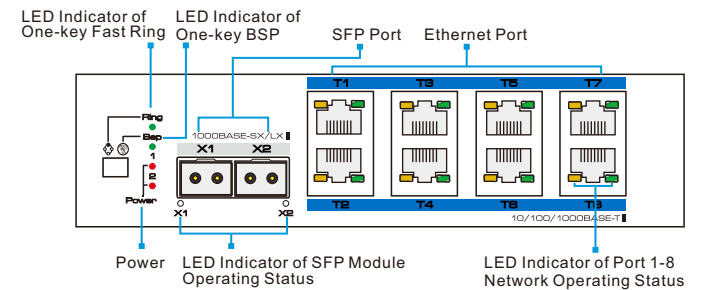 LED Indicator of
One-key Fast Ring
LED Indicator of
One-key BSP
SFP Port
Ethernet Port
T1
T3
T5
T7
Ring
Bsp
1
2
Power
1000BASE-SX/LX
X1
X2
X1
X2
T2
T4
T6
T8
10/100/1000BASE-T
Power
LED Indicator of SFP Module
Operating Status
LED Indicator of Port 1-8
Network Operating Status